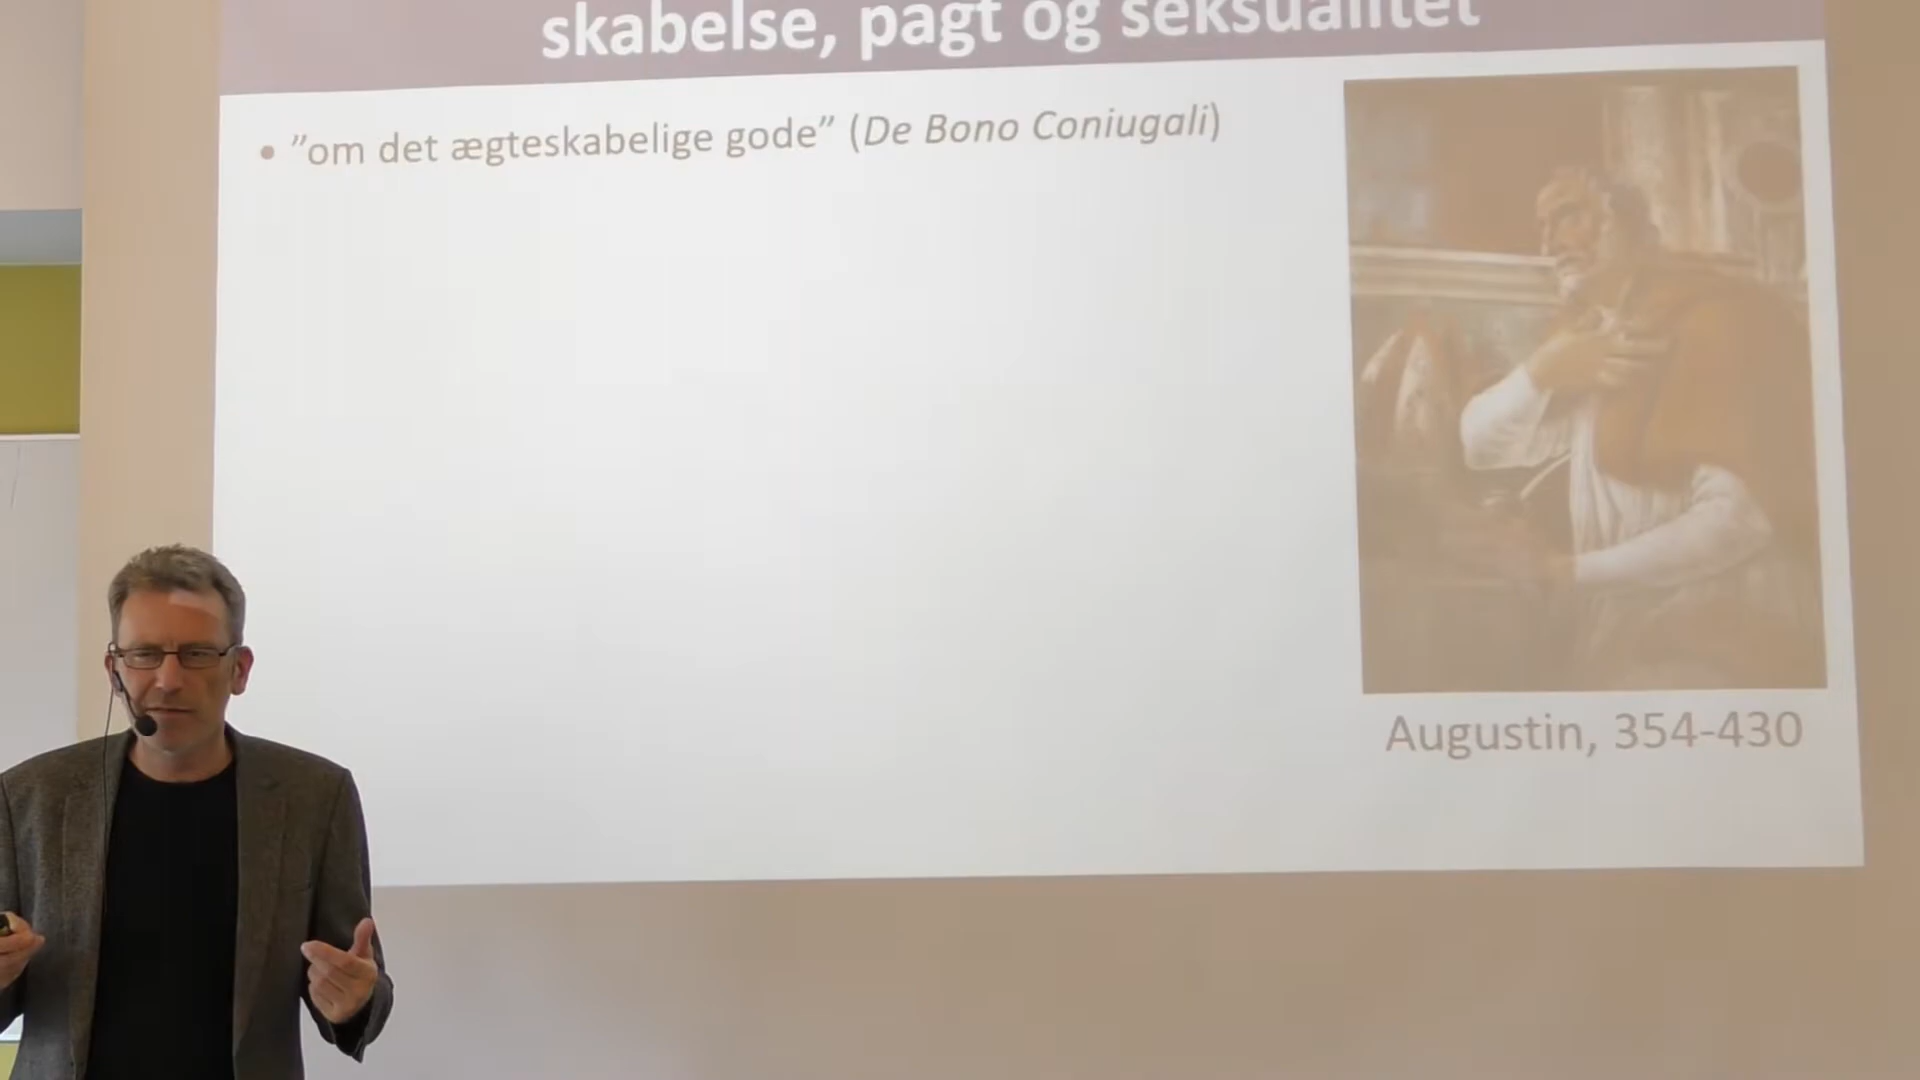 skabelse, pagt og seksualitet
• ”om det ægteskabelige gode” (De Bono Coniugali)
Augustin, 354-430